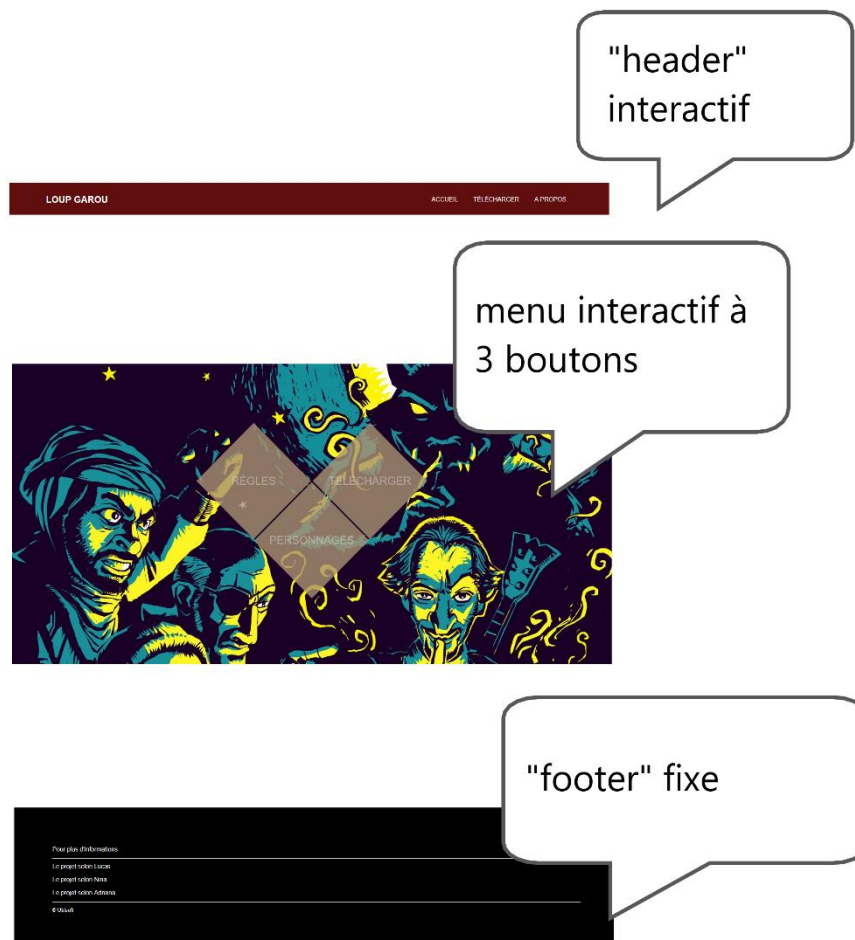 "header"
interactif
LOUP GAROU
ACCUEIL TÉLÉCHARGER A PROPOS
menu interactif à
3 boutons
RÈGLES TÉLÉCHARGER
PERSONNAGES
"footer" fixe
Pour plus d'informations
Le projet selon Lucas
Le projet selon Niria
Le projet selon Adriana
© Ubisoft